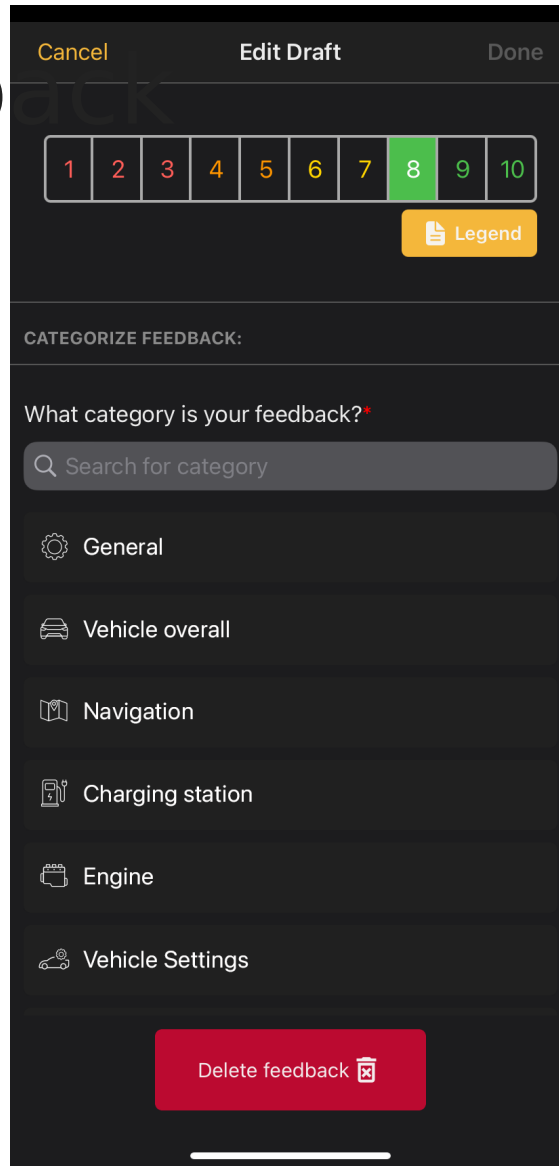 Cancel Edit Draft Done
back
1 2 3 4 5 6 7 8 9 10
Legend
CATEGORIZE FEEDBACK:
What category is your feedback?*
Search for category
General
Vehicle overall
Navigation
Charging station
Engine
Vehicle Settings
Delete feedback